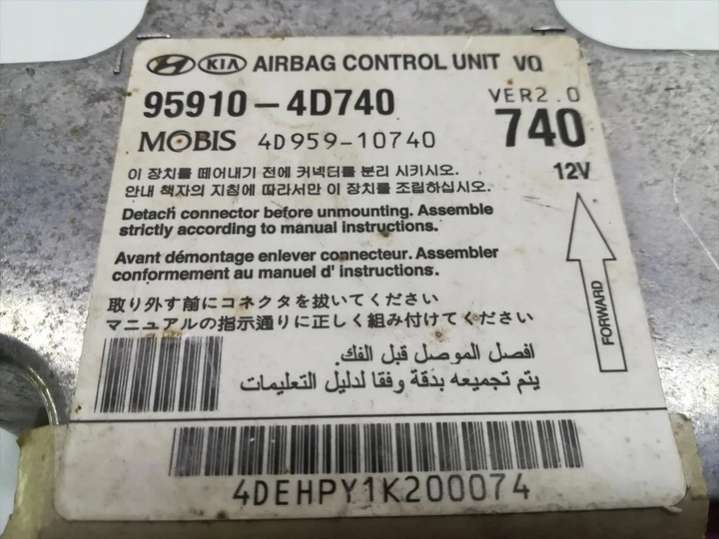 KIA AIRBAG CONTROL UNIT VQ
95910-4D740
VER2.0
MOBIS 4D959-10740
740
12V
이 장치를 떼어내기 전에 커넥터를 분리 시키시오.
안내 책자의 지침에 따라서만 이 장치를 조립하십시오.
Detach connector before unmounting. Assemble
strictly according to manual instructions.
Avant démontage enlever connecteur. Assembler
conformement au manuel d' instructions.
取り外す前にコネクタを抜いてください
マニュアルの指示通りに正しく組み付けてください
FORWARD
افصل الموصل قبل الفك.
يتم تجميعه بدقة وفقا لدليل التعليمات
4DEHPY1K200074